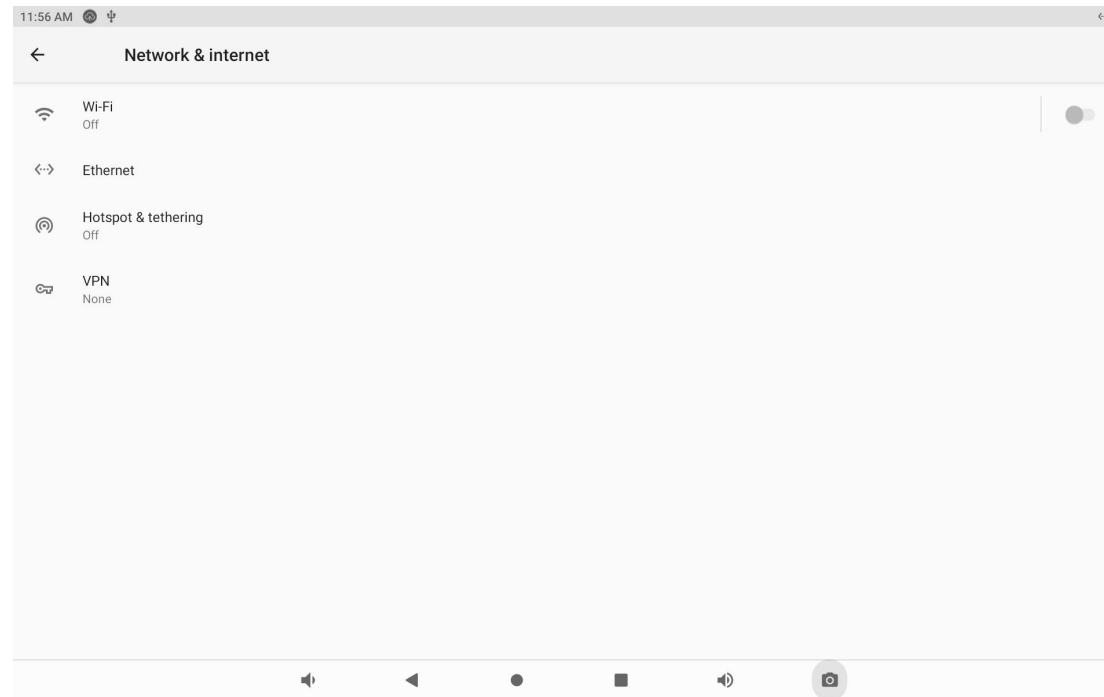 11:56 AM
Network & internet
Wi-Fi
Off
Ethernet
Hotspot & tethering
Off
VPN
None